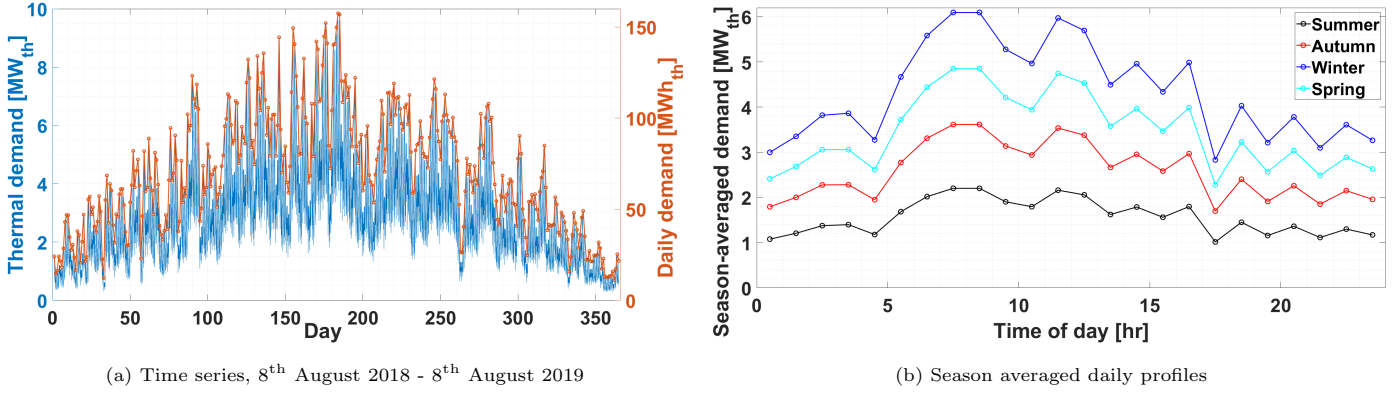 Thermal demand [MWth]
10
8
6
4
2
0
0 50 100 150 200 250 300 350
Day
Daily demand [MWhth]
150
100
50
0
(a) Time series, 8th August 2018 - 8th August 2019
Season-averaged demand [MWth]
6
5
4
3
2
1
0
0 5 10 15 20
Time of day [hr]
Summer
Autumn
Winter
Spring
(b) Season averaged daily profiles